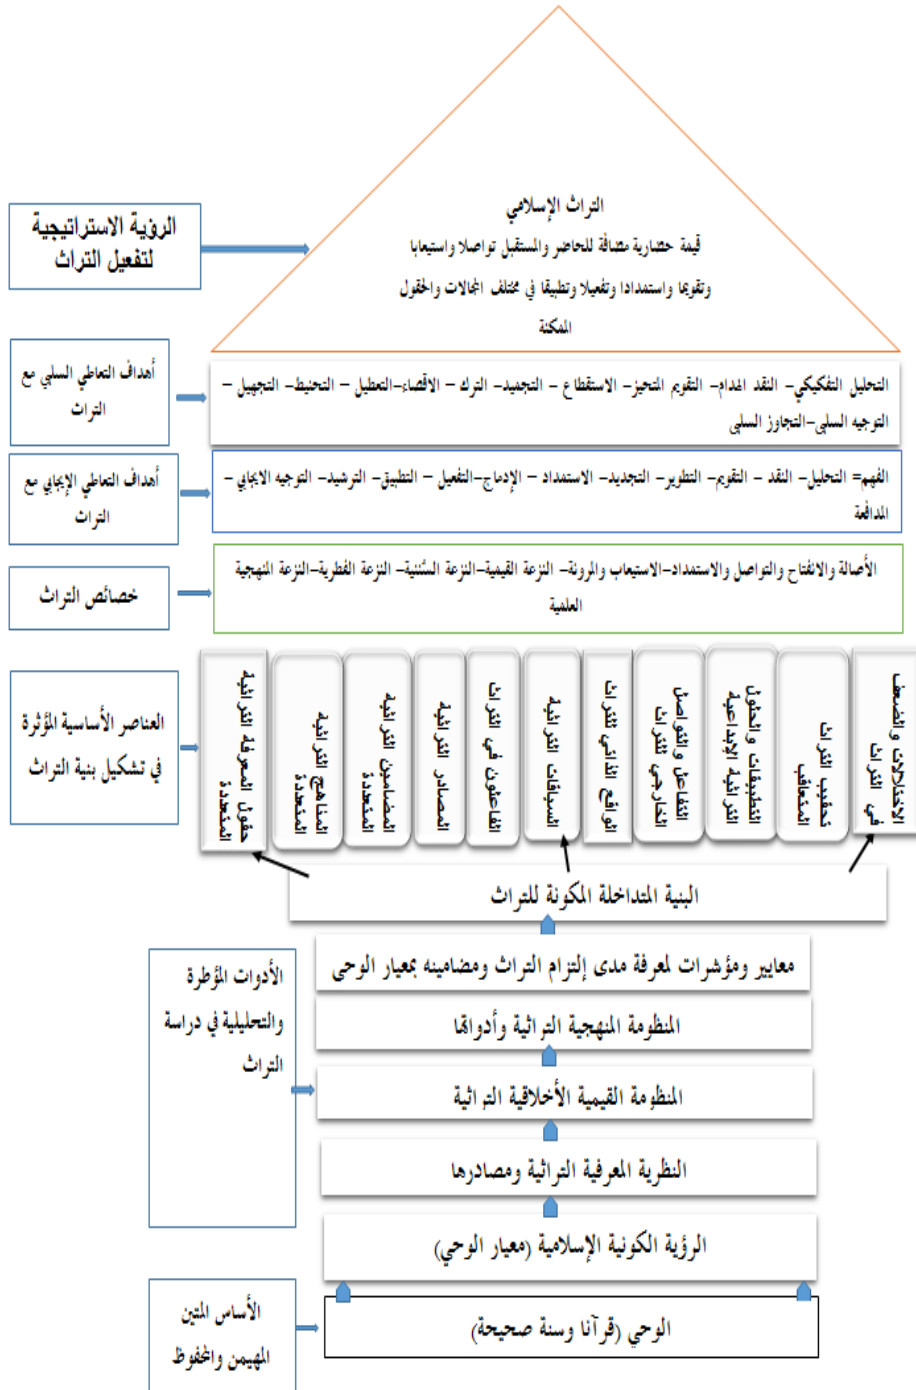 التراث الإسلامي
قيمة حضارية مضافة للحاضر والمستقبل تواصلا واستيعابا
وتقويما واستمدادا وتفعيلا وتطبيقا في مختلف المجالات والحقول
الممكنة
الرؤية الاستراتيجية
لتفعيل التراث
أهداف التعاطي السلبي مع
التراث
التحليل التفكيكي– النقد الهدام– التقويم المتحيز– الاستقطاع – التجميد– الترك – الاقصاء–التعطيل – التحنيط– التجهيل –
التوجيه السلبي–التجاوز السلبي
أهداف التعاطي الإيجابي مع
التراث
الفهم= التحليل– النقد – التقويم– التطوير– التجديد– الاستمداد – الإدماج–التفعيل – التطبيق– الترشيد– التوجيه الايجابي –
المدافعة
خصائص التراث
الأصالة والانفتاح والتواصل والاستمداد–الاستيعاب والمرونة– النزعة القيمية–النزعة السُننية– النزعة الفطرية–النزعة المنهجية
العلمية
العناصر الأساسية المؤثرة
في تشكيل بنية التراث
الاختلالات والضعف
في التراث
تحقيب التراث
المتعاقب
التطبيقات والحلول
التراثية الإبداعية
التفاعل والتواصل
الخارجي للتراث
الواقع الذاتي للتراث
السياقات التراثية
الفاعلون في التراث
المصادر التراثية
المضامين التراثية
المتعددة
المناهج التراثية
المتعددة
حقول المعرفة التراثية
المتعددة
البنية المتداخلة المكونة للتراث
الأدوات المؤطرة
والتحليلية في دراسة
التراث
معايير ومؤشرات لمعرفة مدى إلتزام التراث ومضامينه بمعيار الوحي
المنظومة المنهجية التراثية وأدواتها
المنظومة القيمية الأخلاقية التراثية
النظرية المعرفية التراثية ومصادرها
الرؤية الكونية الإسلامية (معيار الوحي)
الأساس المتين
المهيمن والمحفوظ
الوحي (قرآنا وسنة صحيحة)